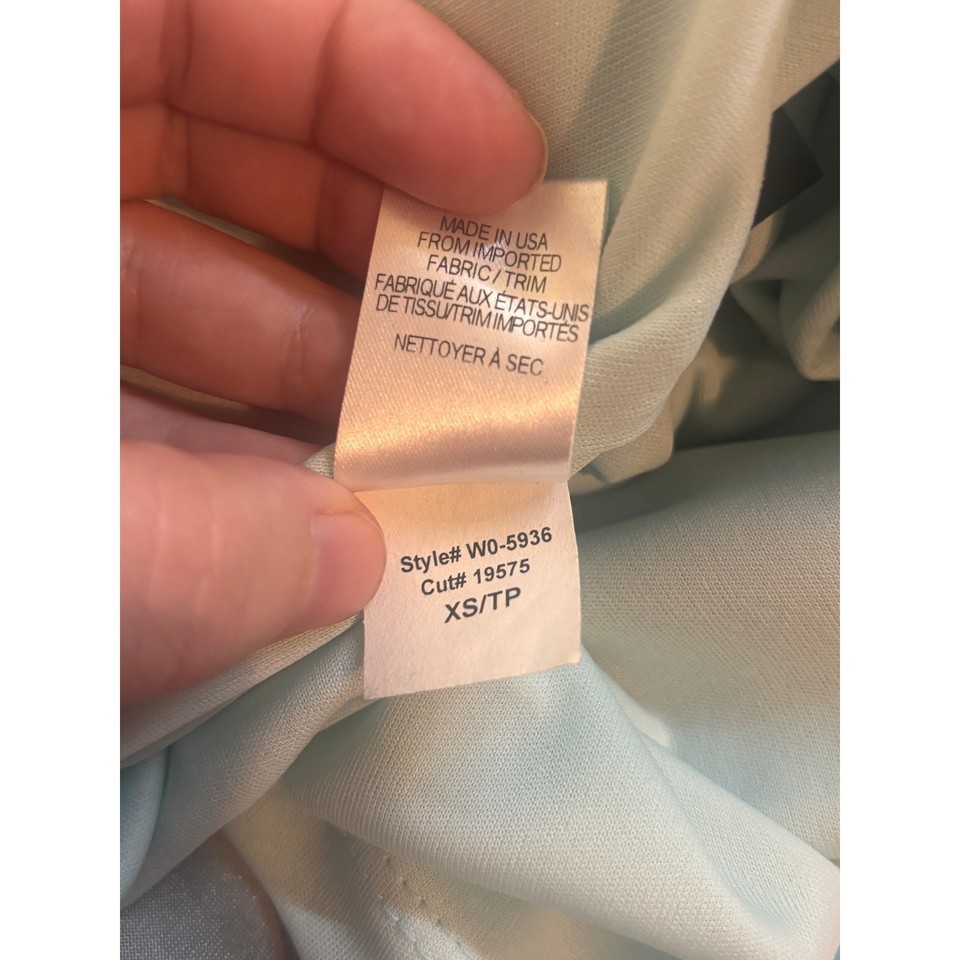 MADE IN USA
FROM IMPORTED
FABRIC / TRIM
FABRIQUÉ AUX ÉTATS-UNIS
DE TISSU/TRIM IMPORTÉS
NETTOYER À SEC
Style# W0-5936
Cut# 19575
XS/TP